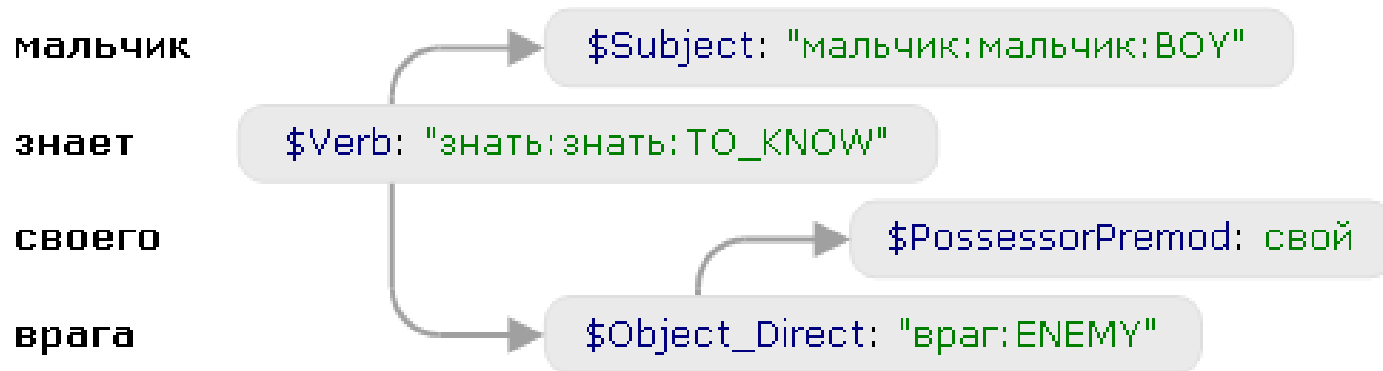 мальчик $Subject: "мальчик:мальчик:BOY"
знает $Verb: "знать:знать:TO_KNOW"
своего $PossessorPremod: свой
врага $Object_Direct: "враг:ENEMY"